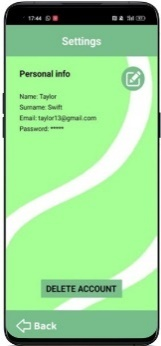 17:44
Settings
Personal info
Name: Taylor
Surname: Swift
Email: taylor13@gmail.com
Password: *****
DELETE ACCOUNT
Back